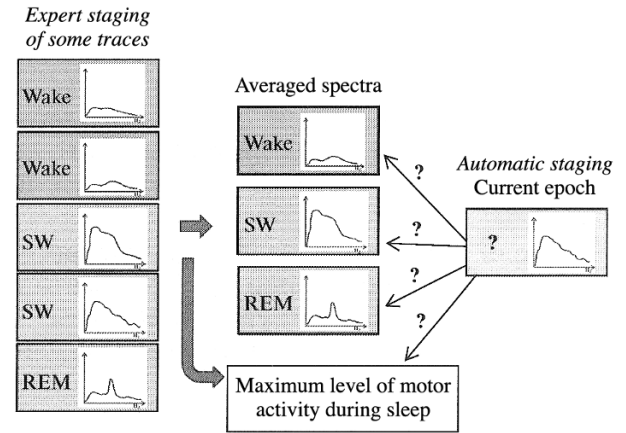 Expert staging
of some traces
Wake
Wake
SW
SW
REM
Averaged spectra
Wake
SW
REM
Maximum level of motor
activity during sleep
Automatic staging
Current epoch
?
?
?
?
?